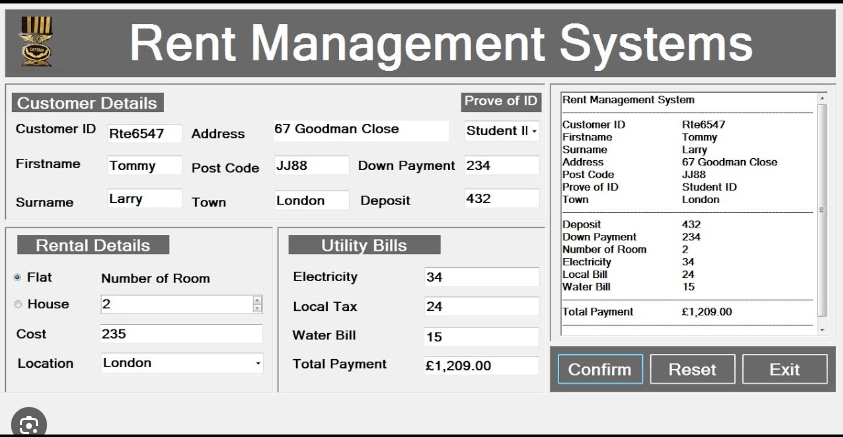 Rent Management Systems
Customer Details
Prove of ID
Customer ID Rte6547 Address 67 Goodman Close Student II
Firstname Tommy Post Code JJ88 Down Payment 234
Surname Larry Town London Deposit 432
Rental Details
Flat Number of Room
House 2
Cost 235
Location London
Utility Bills
Electricity 34
Local Tax 24
Water Bill 15
Total Payment £1,209.00
Rent Management System
Customer ID Rte6547
Firstname Tommy
Surname Larry
Address 67 Goodman Close
Post Code JJ88
Prove of ID Student ID
Town London
Deposit 432
Down Payment 234
Number of Room 2
Electricity 34
Local Bill 24
Water Bill 15
Total Payment £1,209.00
Confirm Reset Exit